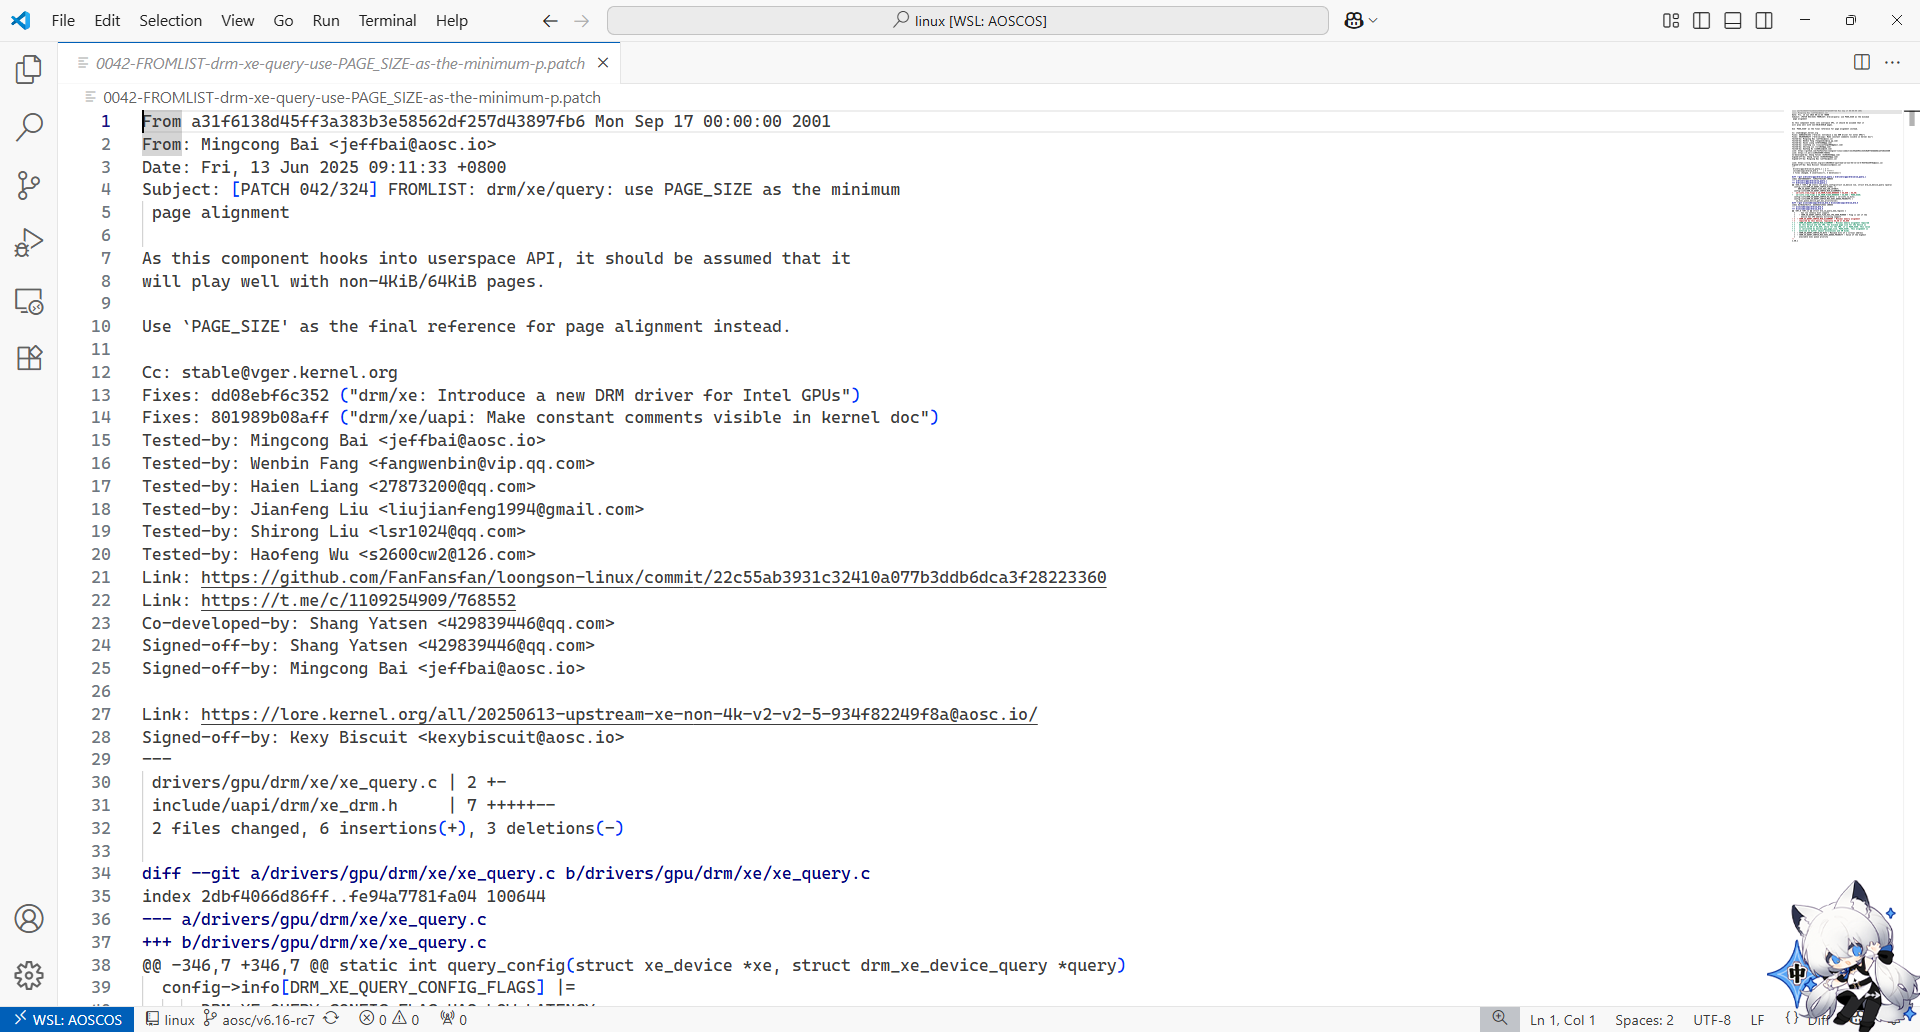 File Edit Selection View Go Run Terminal Help
linux [WSL: AOSCOS]
0042-FROMLIST-drm-xe-query-use-PAGE_SIZE-as-the-minimum-p.patch
0042-FROMLIST-drm-xe-query-use-PAGE_SIZE-as-the-minimum-p.patch
1 From a31f6138d45ff3a383b3e58562df257d43897fb6 Mon Sep 17 00:00:00 2001
2 From: Mingcong Bai <jeffbai@aosc.io>
3 Date: Fri, 13 Jun 2025 09:11:33 +0800
4 Subject: [PATCH 042/324] FROMLIST: drm/xe/query: use PAGE_SIZE as the minimum
5 page alignment
6
7 As this component hooks into userspace API, it should be assumed that it
8 will play well with non-4KiB/64KiB pages.
9
10 Use `PAGE_SIZE' as the final reference for page alignment instead.
11
12 Cc: stable@vger.kernel.org
13 Fixes: dd08ebf6c352 ("drm/xe: Introduce a new DRM driver for Intel GPUs")
14 Fixes: 801989b08aff ("drm/xe/uapi: Make constant comments visible in kernel doc")
15 Tested-by: Mingcong Bai <jeffbai@aosc.io>
16 Tested-by: Wenbin Fang <fangwenbin@vip.qq.com>
17 Tested-by: Haien Liang <27873200@qq.com>
18 Tested-by: Jianfeng Liu <liujianfeng1994@gmail.com>
19 Tested-by: Shirong Liu <lsr1024@qq.com>
20 Tested-by: Haofeng Wu <s2600cw2@126.com>
21 Link: https://github.com/FanFansfan/loongson-linux/commit/22c55ab3931c32410a077b3ddb6dca3f28223360
22 Link: https://t.me/c/1109254909/768552
23 Co-developed-by: Shang Yatsen <429839446@qq.com>
24 Signed-off-by: Shang Yatsen <429839446@qq.com>
25 Signed-off-by: Mingcong Bai <jeffbai@aosc.io>
26
27 Link: https://lore.kernel.org/all/20250613-upstream-xe-non-4k-v2-v2-5-934f82249f8a@aosc.io/
28 Signed-off-by: Kexy Biscuit <kexybiscuit@aosc.io>
29 ---
30 drivers/gpu/drm/xe/xe_query.c | 2 +-
31 include/uapi/drm/xe_drm.h     | 7 +++++--
32 2 files changed, 6 insertions(+), 3 deletions(-)
33
34 diff --git a/drivers/gpu/drm/xe/xe_query.c b/drivers/gpu/drm/xe/xe_query.c
35 index 2dbf4066d86ff..fe94a7781fa04 100644
36 --- a/drivers/gpu/drm/xe/xe_query.c
37 +++ b/drivers/gpu/drm/xe/xe_query.c
38 @@ -346,7 +346,7 @@ static int query_config(struct xe_device *xe, struct drm_xe_device_query *query)
39 config->info[DRM_XE_QUERY_CONFIG_FLAGS] |=
中
WSL: AOSCOS linux aosc/v6.16-rc7 0 0 0 Ln 1, Col 1 Spaces: 2 UTF-8 LF { } Diff